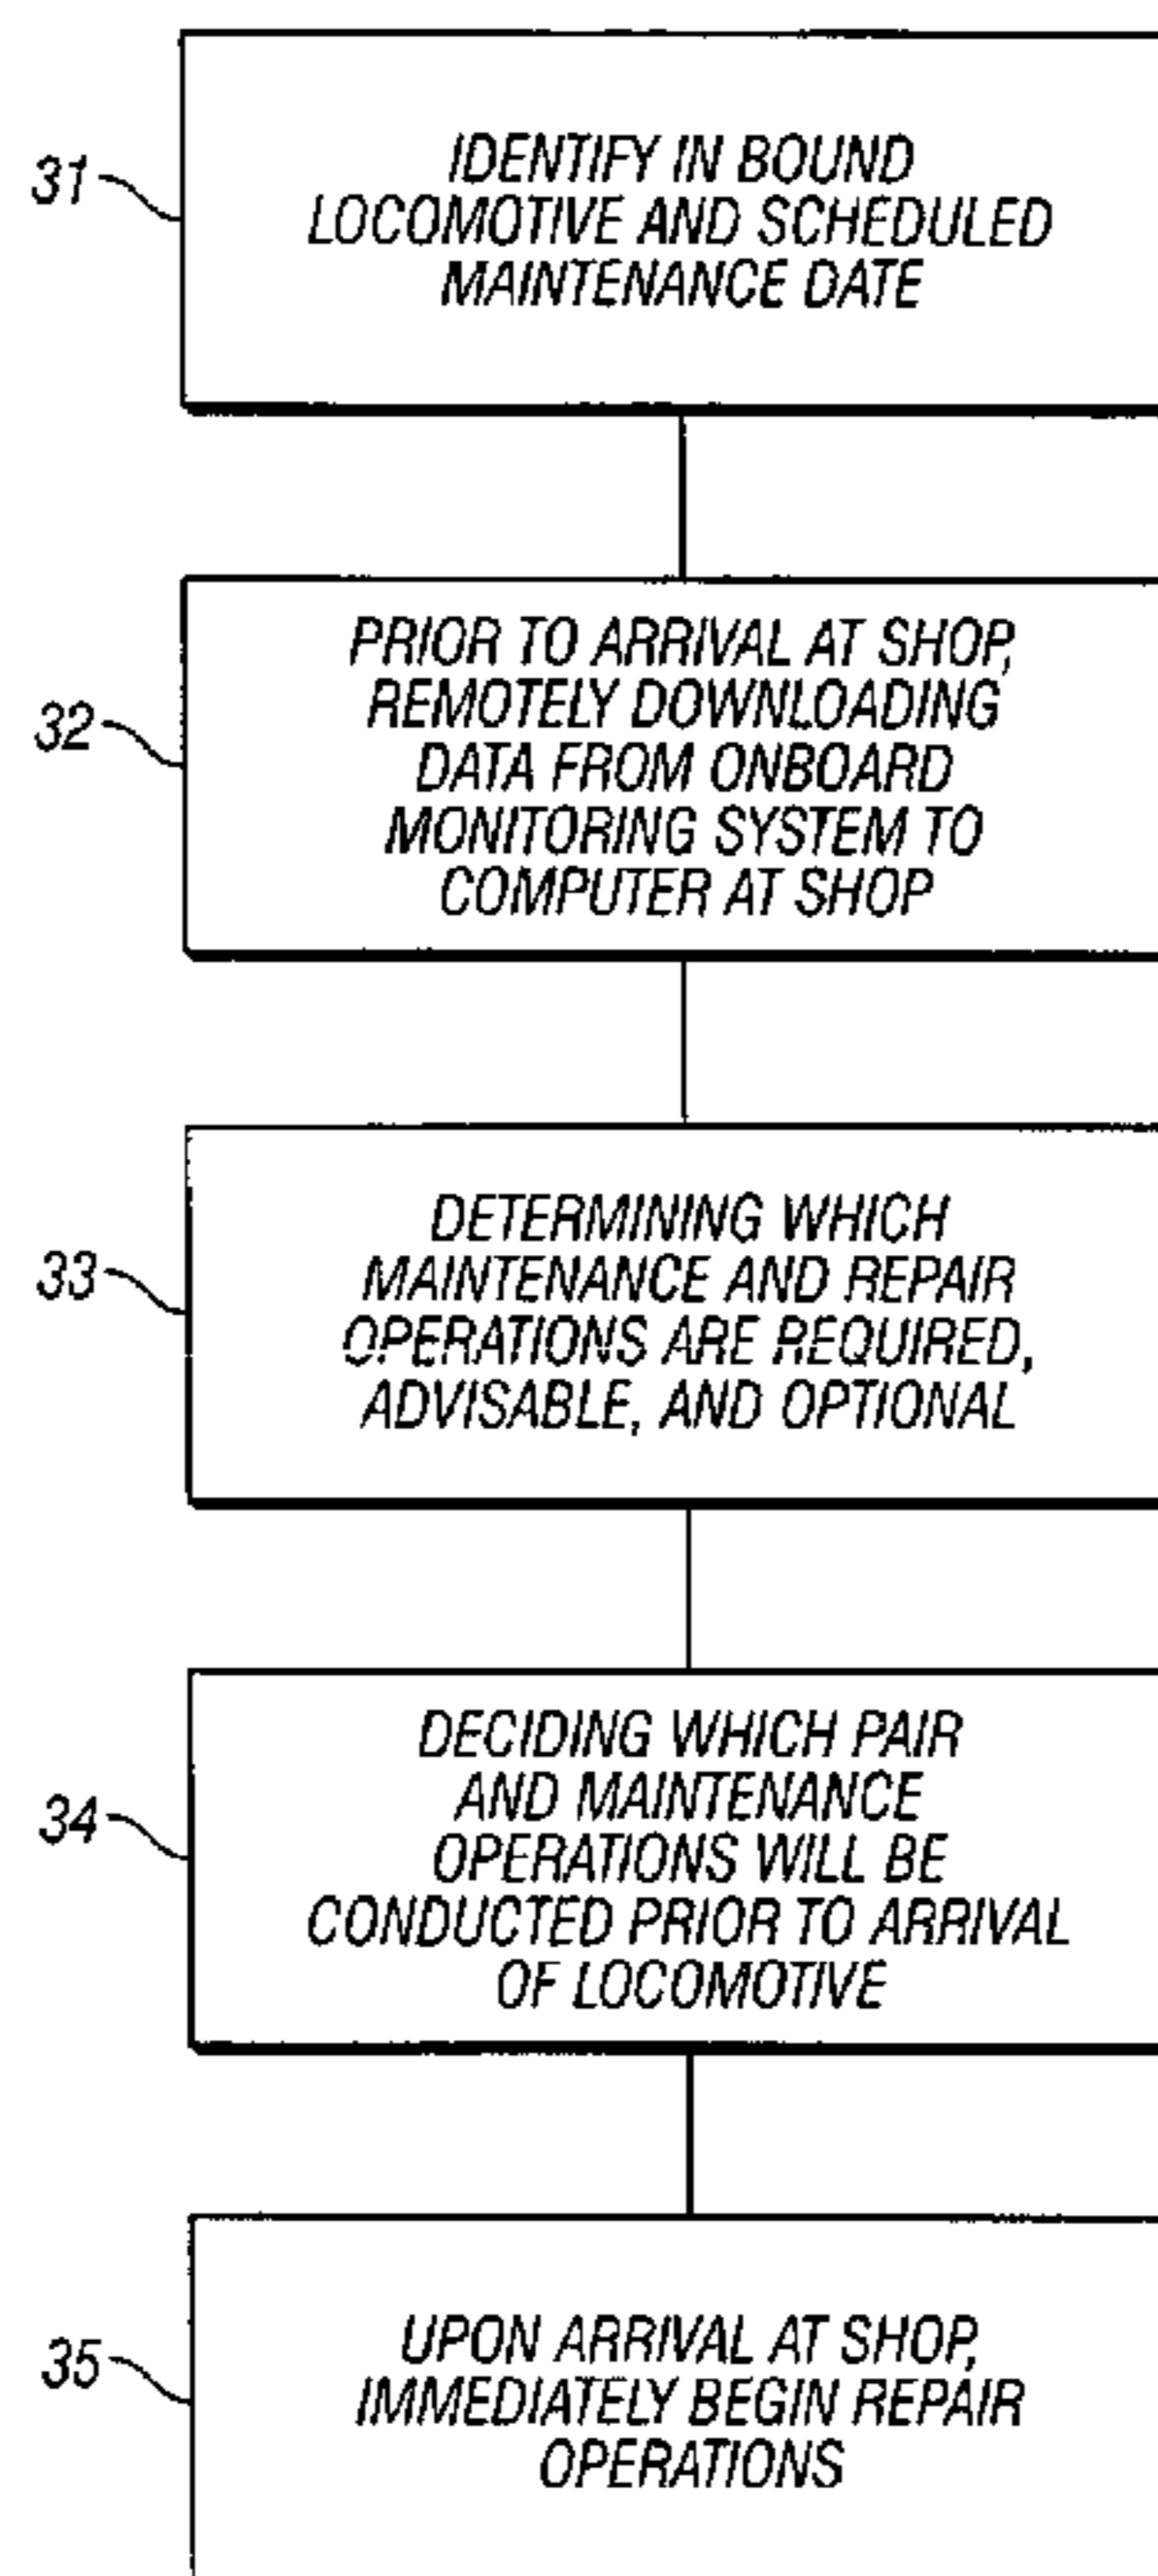 31
IDENTIFY IN BOUND
LOCOMOTIVE AND SCHEDULED
MAINTENANCE DATE
32
PRIOR TO ARRIVAL AT SHOP,
REMOTELY DOWNLOADING
DATA FROM ONBOARD
MONITORING SYSTEM TO
COMPUTER AT SHOP
33
DETERMINING WHICH
MAINTENANCE AND REPAIR
OPERATIONS ARE REQUIRED,
ADVISABLE, AND OPTIONAL
34
DECIDING WHICH PAIR
AND MAINTENANCE
OPERATIONS WILL BE
CONDUCTED PRIOR TO ARRIVAL
OF LOCOMOTIVE
35
UPON ARRIVAL AT SHOP,
IMMEDIATELY BEGIN REPAIR
OPERATIONS